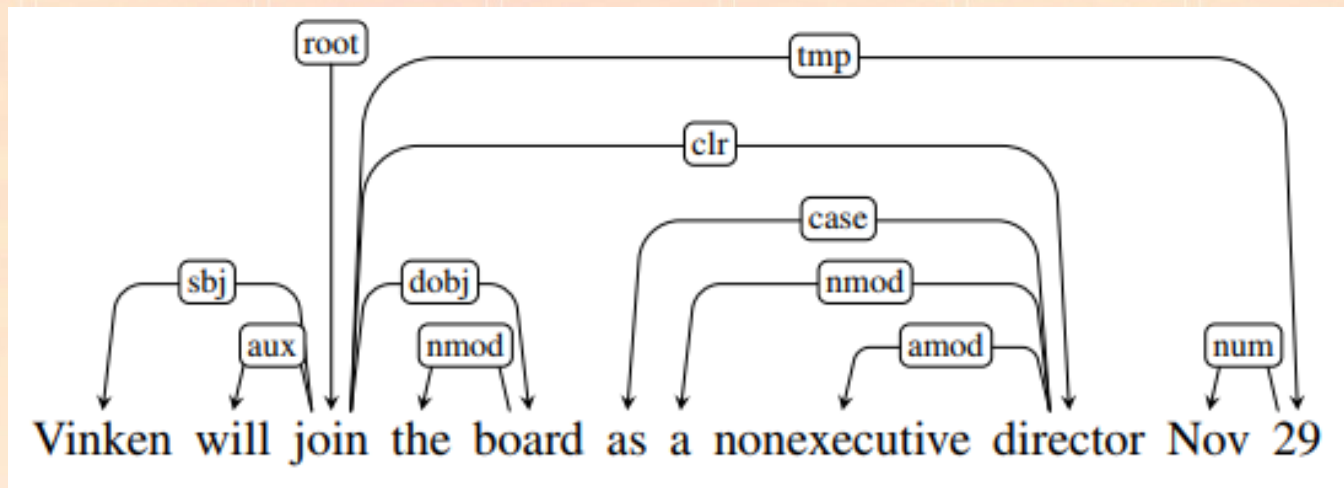 root
tmp
clr
case
sbj dobj nmod
aux nmod amod num
Vinken will join the board as a nonexecutive director Nov 29